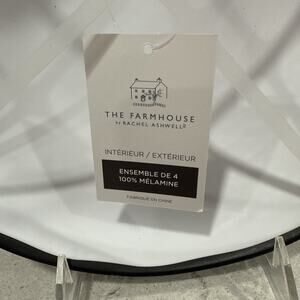 THE FARMHOUSE
by RACHEL ASHWELL®
INTÉRIEUR / EXTÉRIEUR
ENSEMBLE DE 4
100% MÉLAMINE
FABRIQUÉ EN CHINE